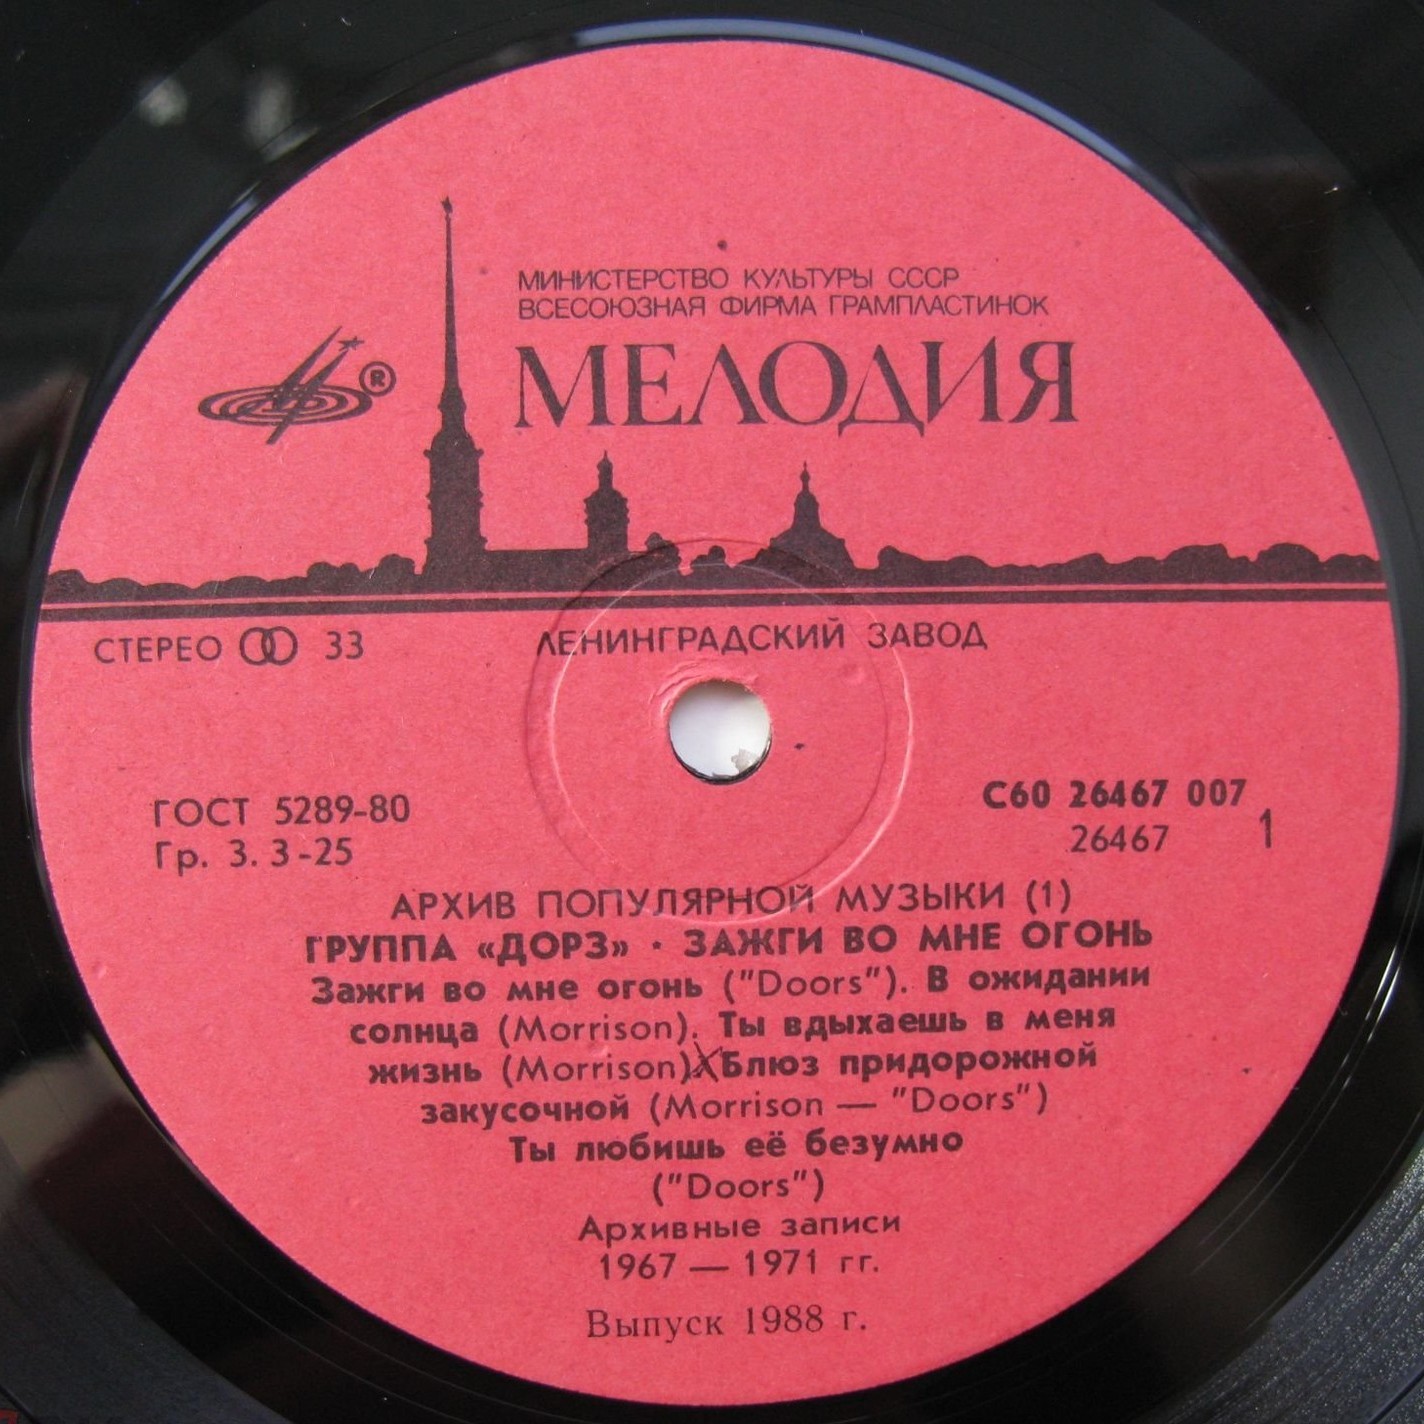 МИНИСТЕРСТВО КУЛЬТУРЫ СССР
ВСЕСОЮЗНАЯ ФИРМА ГРАМПЛАСТИНОК
®
МЕЛОДИЯ
СТЕРЕО 33
ЛЕНИНГРАДСКИЙ ЗАВОД
ГОСТ 5289-80
Гр. 3. 3-25
С60 26467 007
26467
1
АРХИВ ПОПУЛЯРНОЙ МУЗЫКИ (1)
ГРУППА «ДОРЗ» · ЗАЖГИ ВО МНЕ ОГОНЬ
Зажги во мне огонь ("Doors"). В ожидании
солнца (Morrison). Ты вдыхаешь в меня
жизнь (Morrison) Блюз придорожной
закусочной (Morrison — "Doors")
Ты любишь её безумно
("Doors")
Архивные записи
1967 — 1971 гг.
Выпуск 1988 г.